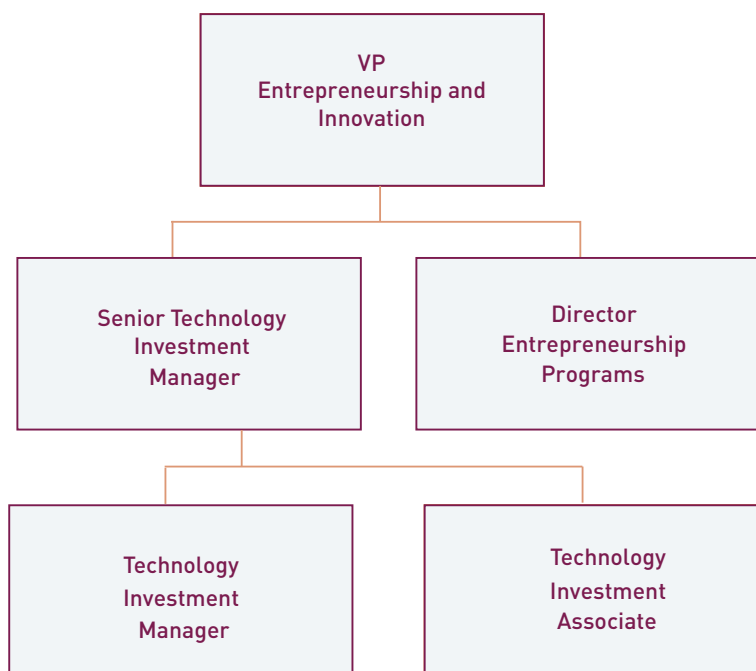 VP
Entrepreneurship and
Innovation
Senior Technology
Investment
Manager
Director
Entrepreneurship
Programs
Technology
Investment
Manager
Technology
Investment
Associate